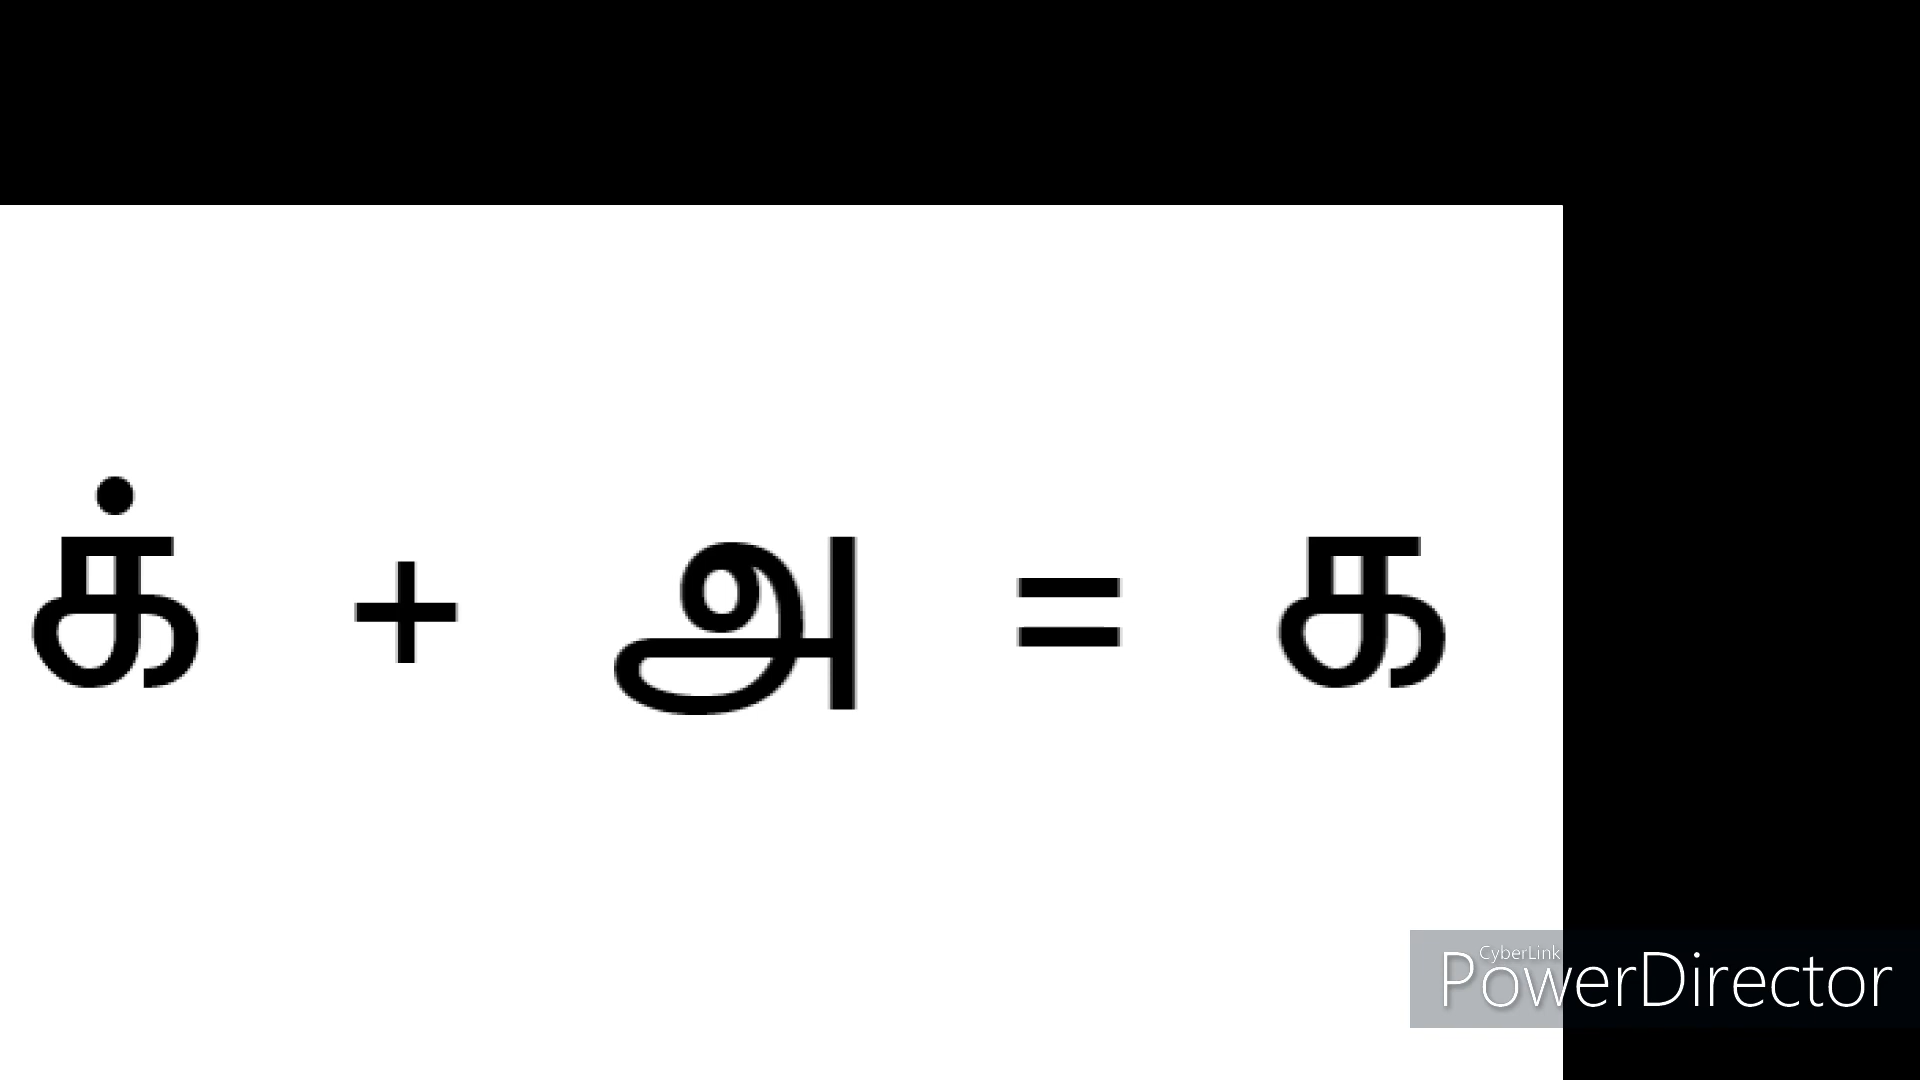 க் + அ = க
CyberLink
PowerDirector